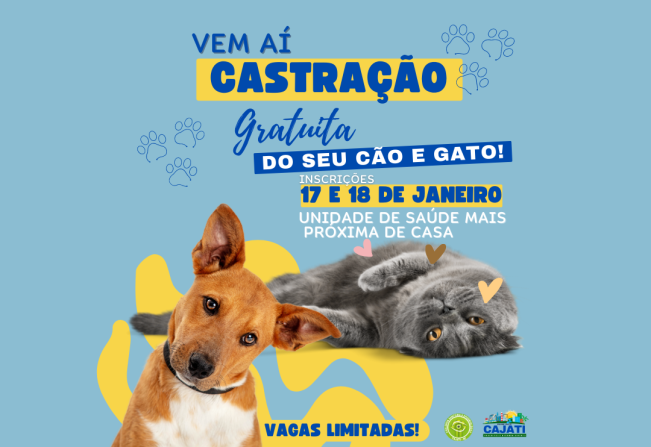 VEM AÍ
CASTRAÇÃO
Gratuita
DO SEU CÃO E GATO!
INSCRIÇÕES
17 E 18 DE JANEIRO
UNIDADE DE SAÚDE MAIS
PRÓXIMA DE CASA
VAGAS LIMITADAS!
CAJATI